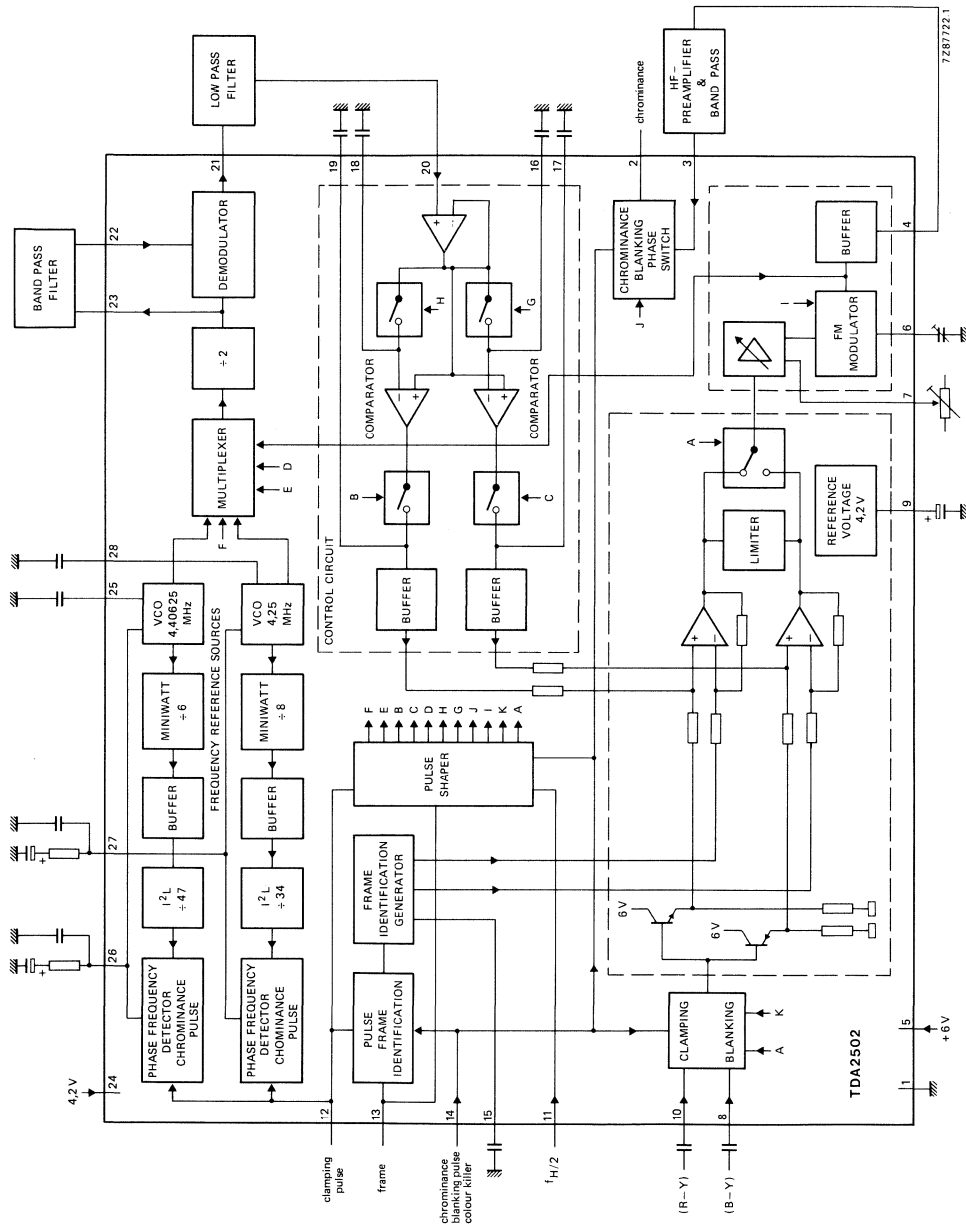 BAND PASS
FILTER
LOW PASS
FILTER
23
22
21
DEMODULATOR
÷2
MULTIPLEXER
F
E
D
28
25
VCO
4,40625
MHz
VCO
4,25
MHz
MINIWATT
÷6
MINIWATT
÷8
FREQUENCY REFERENCE SOURCES
BUFFER
BUFFER
27
I²L
÷47
I²L
÷34
26
PHASE FREQUENCY
DETECTOR
CHROMINANCE
PULSE
PHASE FREQUENCY
DETECTOR
CHOMINANCE
PULSE
4,2 V
24
19
18
20
16
17
+
-
H
G
COMPARATOR
-
+
COMPARATOR
-
+
B
C
CONTROL CIRCUIT
BUFFER
BUFFER
F
E
B
C
D
H
G
J
I
K
A
PULSE
SHAPER
FRAME
IDENTIFICATION
GENERATOR
PULSE
FRAME
IDENTIFICATION
12
13
14
15
11
clamping
pulse
frame
chrominance
blanking pulse
colour killer
fH/2
chrominance
2
HF-
PREAMPLIFIER
&
BAND PASS
3
7Z87722.1
CHROMINANCE
BLANKING
PHASE
SWITCH
J
BUFFER
4
FM
MODULATOR
I
6
7
A
LIMITER
REFERENCE
VOLTAGE
4,2 V
9
+
+
-
+
-
6 V
6 V
CLAMPING
BLANKING
K
A
10
8
(R-Y)
(B-Y)
TDA2502
5
+6V
1